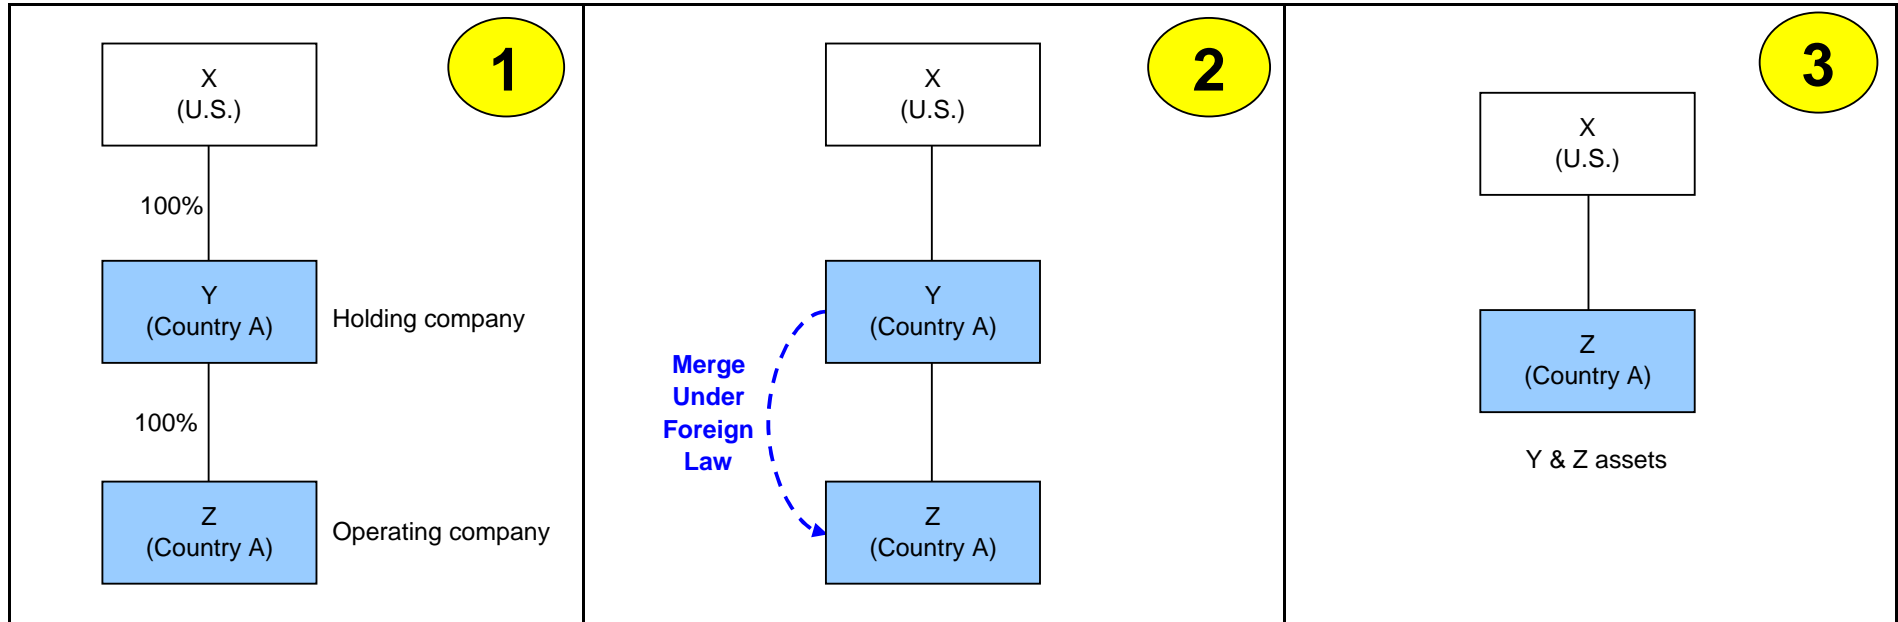 1
X
(U.S.)
100%
Y
(Country A)
Holding company
100%
Z
(Country A)
Operating company
2
X
(U.S.)
Y
(Country A)
Merge
Under
Foreign
Law
Z
(Country A)
3
X
(U.S.)
Z
(Country A)
Y & Z assets